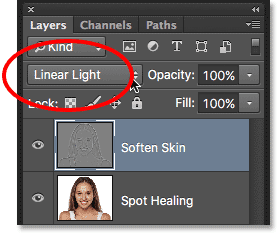 Layers Channels Paths
Kind
Linear Light Opacity: 100%
Lock: Fill: 100%
Soften Skin
Spot Healing